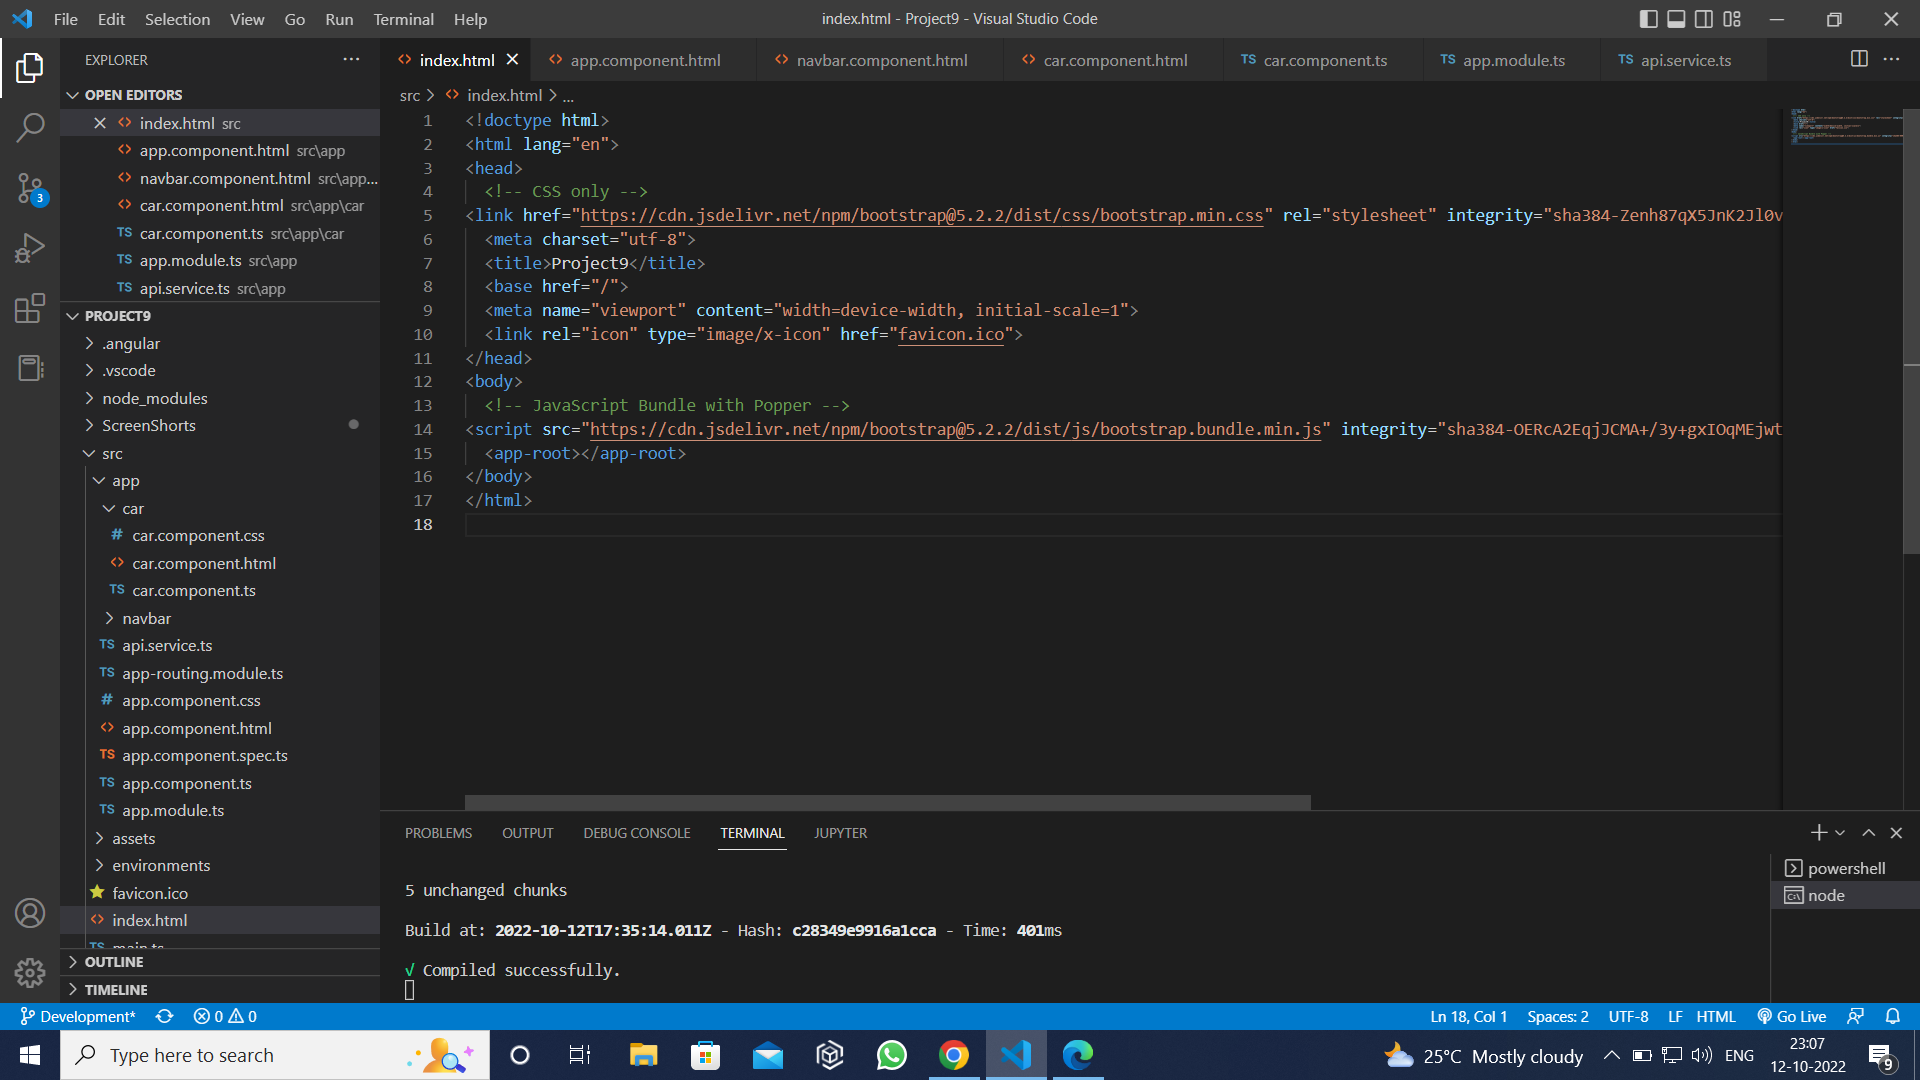 File Edit Selection View Go Run Terminal Help
index.html - Project9 - Visual Studio Code
EXPLORER
OPEN EDITORS
index.html src
app.component.html src\app
navbar.component.html src\app...
car.component.html src\app\car
car.component.ts src\app\car
app.module.ts src\app
api.service.ts src\app
PROJECT9
.angular
.vscode
node_modules
ScreenShorts
src
app
car
car.component.css
car.component.html
car.component.ts
navbar
api.service.ts
app-routing.module.ts
app.component.css
app.component.html
app.component.spec.ts
app.component.ts
app.module.ts
assets
environments
favicon.ico
index.html
main.ts
OUTLINE
TIMELINE
index.html app.component.html navbar.component.html car.component.html TS car.component.ts TS app.module.ts TS api.service.ts
src > index.html > ...
1 <!doctype html>
2 <html lang="en">
3 <head>
4 <!-- CSS only -->
5 <link href="https://cdn.jsdelivr.net/npm/bootstrap@5.2.2/dist/css/bootstrap.min.css" rel="stylesheet" integrity="sha384-Zenh87qX5JnK2Jl0v
6 <meta charset="utf-8">
7 <title>Project9</title>
8 <base href="/">
9 <meta name="viewport" content="width=device-width, initial-scale=1">
10 <link rel="icon" type="image/x-icon" href="favicon.ico">
11 </head>
12 <body>
13 <!-- JavaScript Bundle with Popper -->
14 <script src="https://cdn.jsdelivr.net/npm/bootstrap@5.2.2/dist/js/bootstrap.bundle.min.js" integrity="sha384-OERcA2EqjJCMA+/3y+gxIOqMEjwt
15 <app-root></app-root>
16 </body>
17 </html>
18
PROBLEMS OUTPUT DEBUG CONSOLE TERMINAL JUPYTER
5 unchanged chunks
Build at: 2022-10-12T17:35:14.011Z - Hash: c28349e9916a1cca - Time: 401ms
√ Compiled successfully.
powershell
node
Development* 0 0 Ln 18, Col 1 Spaces: 2 UTF-8 LF HTML Go Live
Type here to search
25°C Mostly cloudy ENG
23:07
12-10-2022
9
3